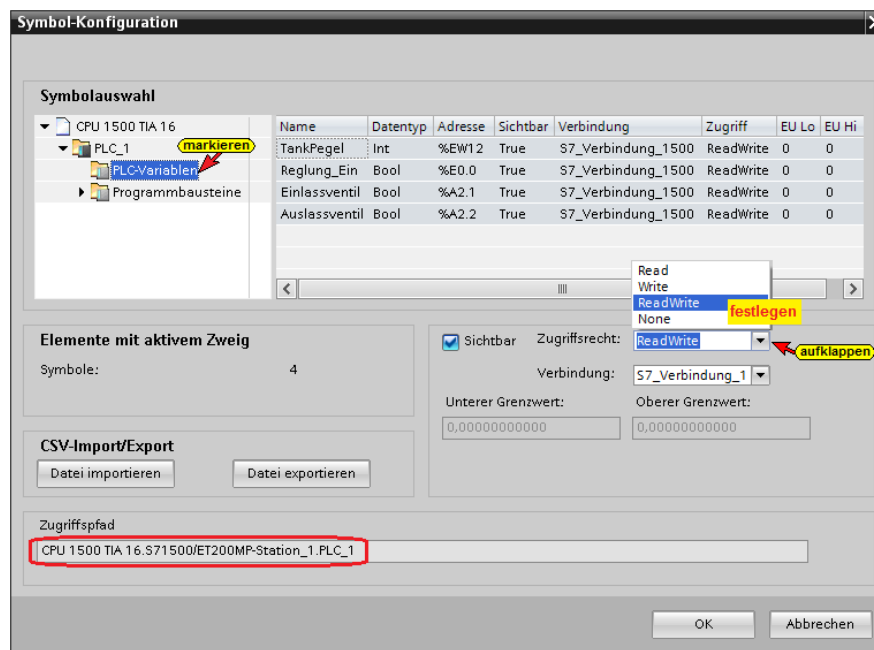 Symbol-Konfiguration
Symbolauswahl
CPU 1500 TIA 16
PLC_1
markieren
PLC-Variablen
Programmbausteine
Name Datentyp Adresse Sichtbar Verbindung Zugriff EU Lo EU Hi
TankPegel Int %EW12 True S7_Verbindung_1500 ReadWrite 0 0
Reglung_Ein Bool %E0.0 True S7_Verbindung_1500 ReadWrite 0 0
Einlassventil Bool %A2.1 True S7_Verbindung_1500 ReadWrite 0 0
Auslassventil Bool %A2.2 True S7_Verbindung_1500 ReadWrite 0 0
Read
Write
ReadWrite
None
festlegen
Elemente mit aktivem Zweig
Symbole: 4
Sichtbar Zugriffsrecht: ReadWrite
aufklappen
Verbindung: S7_Verbindung_1
Unterer Grenzwert: Oberer Grenzwert:
0,00000000000 0,00000000000
CSV-Import/Export
Datei importieren Datei exportieren
Zugriffspfad
CPU 1500 TIA 16.S71500/ET200MP-Station_1.PLC_1
OK Abbrechen